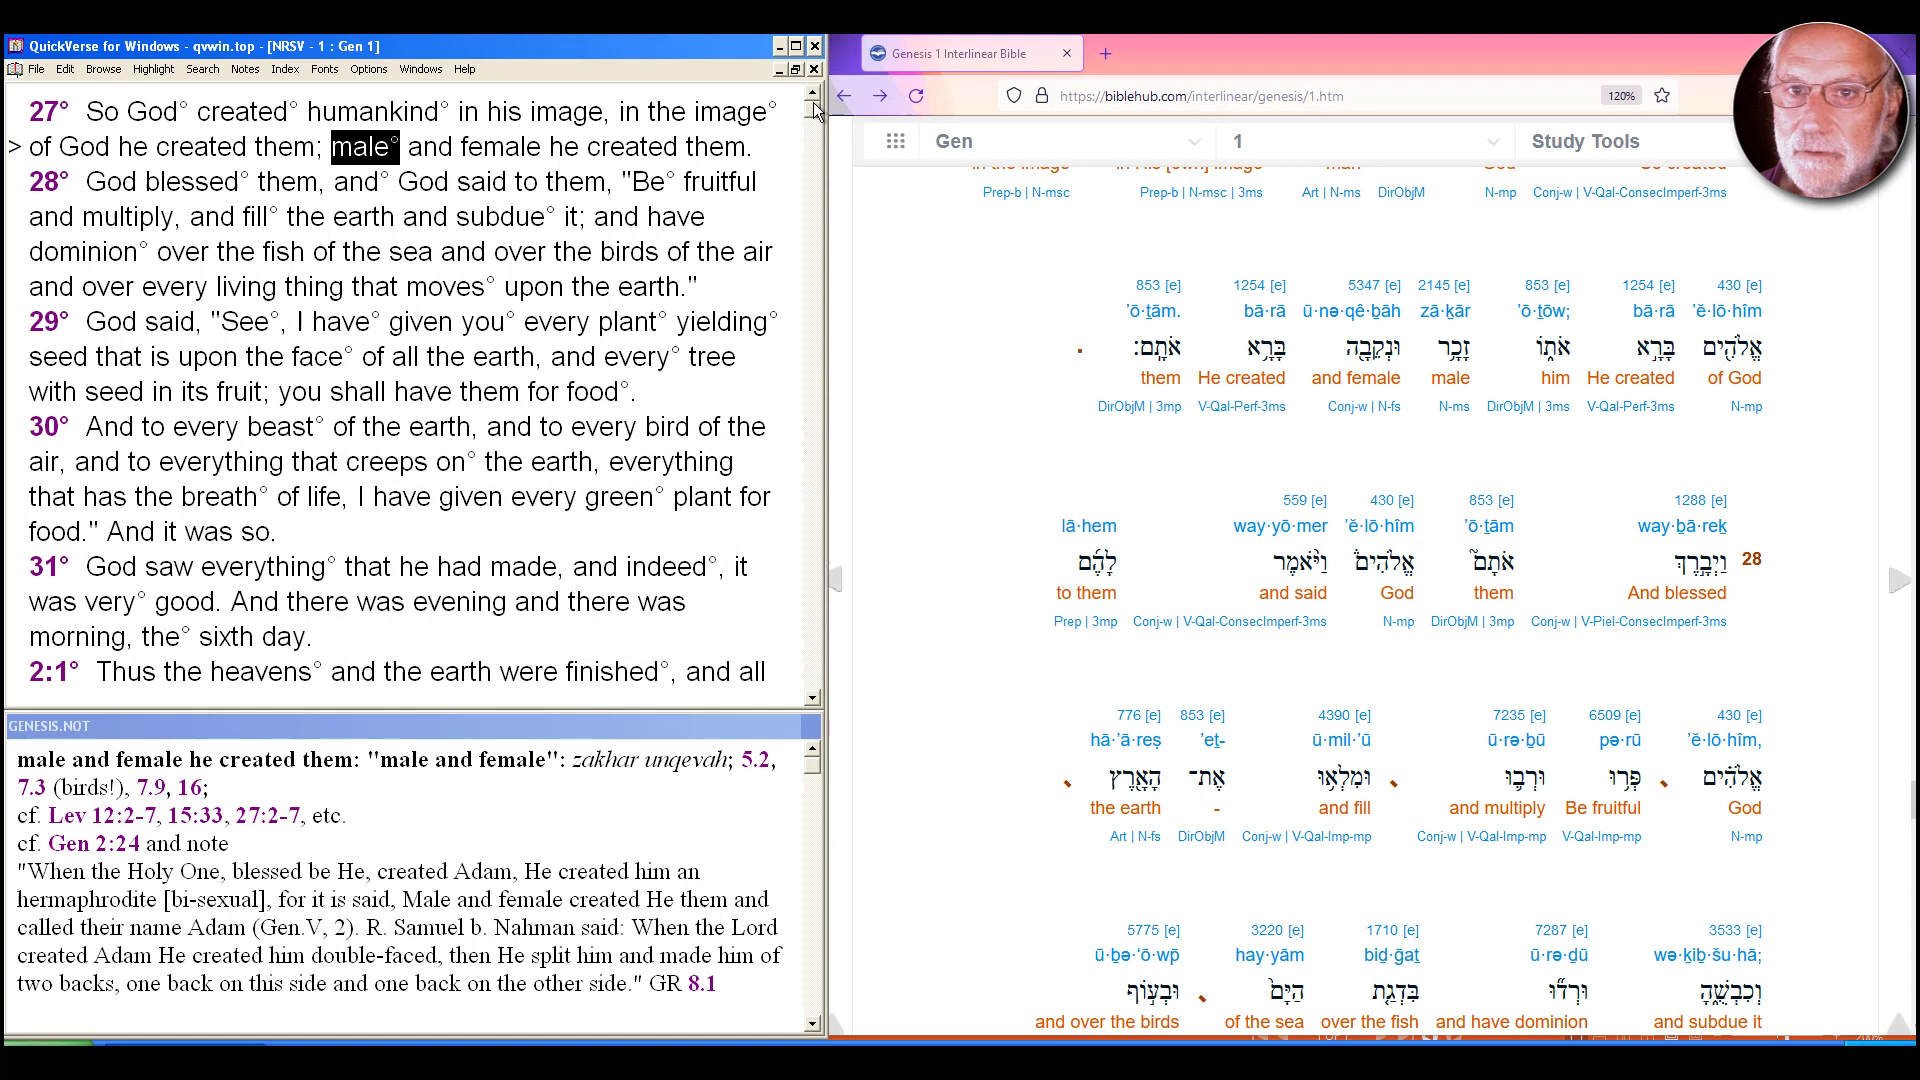 QuickVerse for Windows - qvwin.top - [NRSV - 1 : Gen 1]
File Edit Browse Highlight Search Notes Index Fonts Options Windows Help
27° So God° created° humankind° in his image, in the image°
> of God he created them; male° and female he created them.
28° God blessed° them, and° God said to them, "Be° fruitful
and multiply, and fill° the earth and subdue° it; and have
dominion° over the fish of the sea and over the birds of the air
and over every living thing that moves° upon the earth."
29° God said, "See°, I have° given you° every plant° yielding°
seed that is upon the face° of all the earth, and every° tree
with seed in its fruit; you shall have them for food°.
30° And to every beast° of the earth, and to every bird of the
air, and to everything that creeps on° the earth, everything
that has the breath° of life, I have given every green° plant for
food." And it was so.
31° God saw everything° that he had made, and indeed°, it
was very° good. And there was evening and there was
morning, the° sixth day.
2:1° Thus the heavens° and the earth were finished°, and all
GENESIS.NOT
male and female he created them: "male and female": zakhar unqevah; 5.2,
7.3 (birds!), 7.9, 16;
cf. Lev 12:2-7, 15:33, 27:2-7, etc.
cf. Gen 2:24 and note
"When the Holy One, blessed be He, created Adam, He created him an
hermaphrodite [bi-sexual], for it is said, Male and female created He them and
called their name Adam (Gen.V, 2). R. Samuel b. Nahman said: When the Lord
created Adam He created him double-faced, then He split him and made him of
two backs, one back on this side and one back on the other side." GR 8.1
Genesis 1 Interlinear Bible
https://biblehub.com/interlinear/genesis/1.htm 120%
Gen 1 Study Tools
Prep-b | N-msc Prep-b | N-msc | 3ms Art | N-ms DirObjM N-mp Conj-w | V-Qal-ConsecImperf-3ms
853 [e] 1254 [e] 5347 [e] 2145 [e] 853 [e] 1254 [e] 430 [e]
’ō·ṯām. bā·rā ū·nə·qê·ḇāh zā·ḵār ’ō·ṯōw; bā·rā ’ĕ·lō·hîm
אֱלֹהִ֖ים בָּרָ֣א אֹת֑וֹ זָכָ֥ר וּנְקֵבָ֖ה בָּרָ֥א אֹתָֽם׃
them He created and female male him He created of God
DirObjM | 3mp V-Qal-Perf-3ms Conj-w | N-fs N-ms DirObjM | 3ms V-Qal-Perf-3ms N-mp
559 [e] 430 [e] 853 [e] 1288 [e]
lā·hem way·yō·mer ’ĕ·lō·hîm ’ō·ṯām way·ḇā·reḵ
28 וַיְבָ֣רֶךְ אֹתָם֮ אֱלֹהִים֒ וַיֹּ֨אמֶר לָהֶ֜ם
to them and said God them And blessed
Prep | 3mp Conj-w | V-Qal-ConsecImperf-3ms N-mp DirObjM | 3mp Conj-w | V-Piel-ConsecImperf-3ms
776 [e] 853 [e] 4390 [e] 7235 [e] 6509 [e] 430 [e]
hā·’ā·reṣ ’eṯ- ū·mil·’ū ū·rə·ḇū pə·rū ’ĕ·lō·hîm,
אֱלֹהִ֗ים פְּר֥וּ וּרְב֛וּ וּמִלְא֥וּ אֶת־ הָאָ֖רֶץ
the earth - and fill and multiply Be fruitful God
Art | N-fs DirObjM Conj-w | V-Qal-Imp-mp Conj-w | V-Qal-Imp-mp V-Qal-Imp-mp N-mp
5775 [e] 3220 [e] 1710 [e] 7287 [e] 3533 [e]
ū·ḇə·‘ō·wp̄ hay·yām biḏ·ḡaṯ ū·rə·ḏū wə·ḵiḇ·šu·hā;
וְכִבְשֻׁ֑הָ וּרְד֞וּ בִּדְגַ֤ת הַיָּם֙ וּבְע֣וֹף
and over the birds of the sea over the fish and have dominion and subdue it